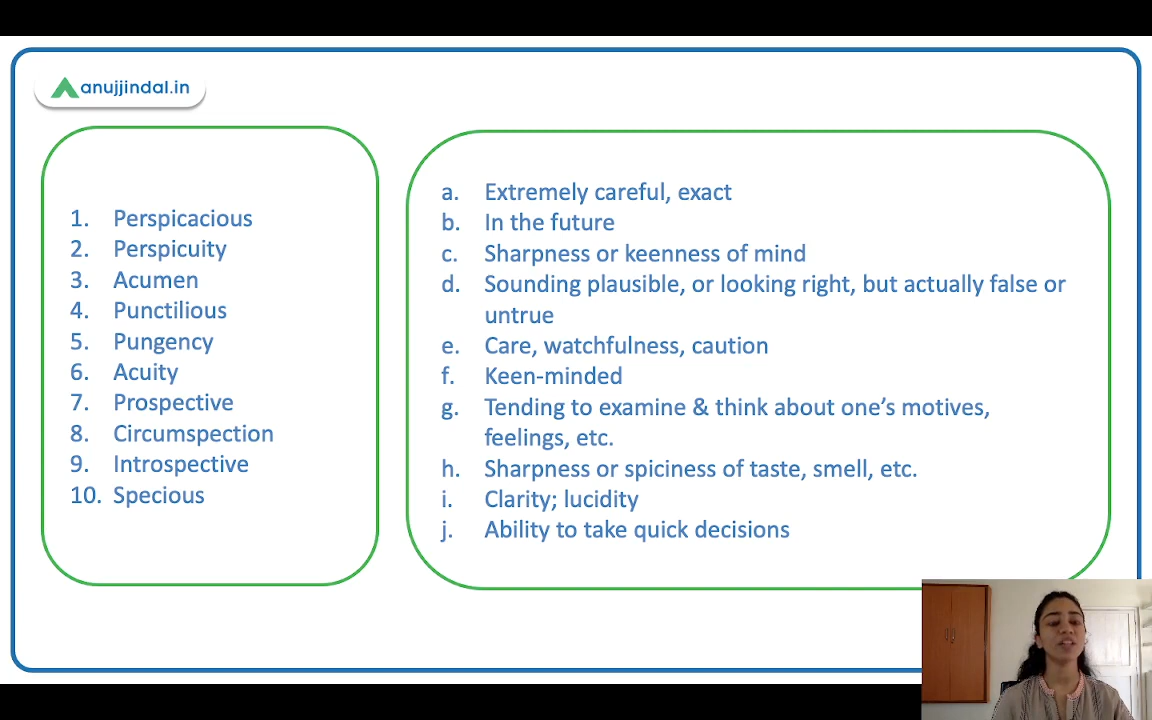 anujjindal.in
1. Perspicacious
2. Perspicuity
3. Acumen
4. Punctilious
5. Pungency
6. Acuity
7. Prospective
8. Circumspection
9. Introspective
10. Specious
a. Extremely careful, exact
b. In the future
c. Sharpness or keenness of mind
d. Sounding plausible, or looking right, but actually false or
untrue
e. Care, watchfulness, caution
f. Keen-minded
g. Tending to examine & think about one’s motives,
feelings, etc.
h. Sharpness or spiciness of taste, smell, etc.
i. Clarity; lucidity
j. Ability to take quick decisions